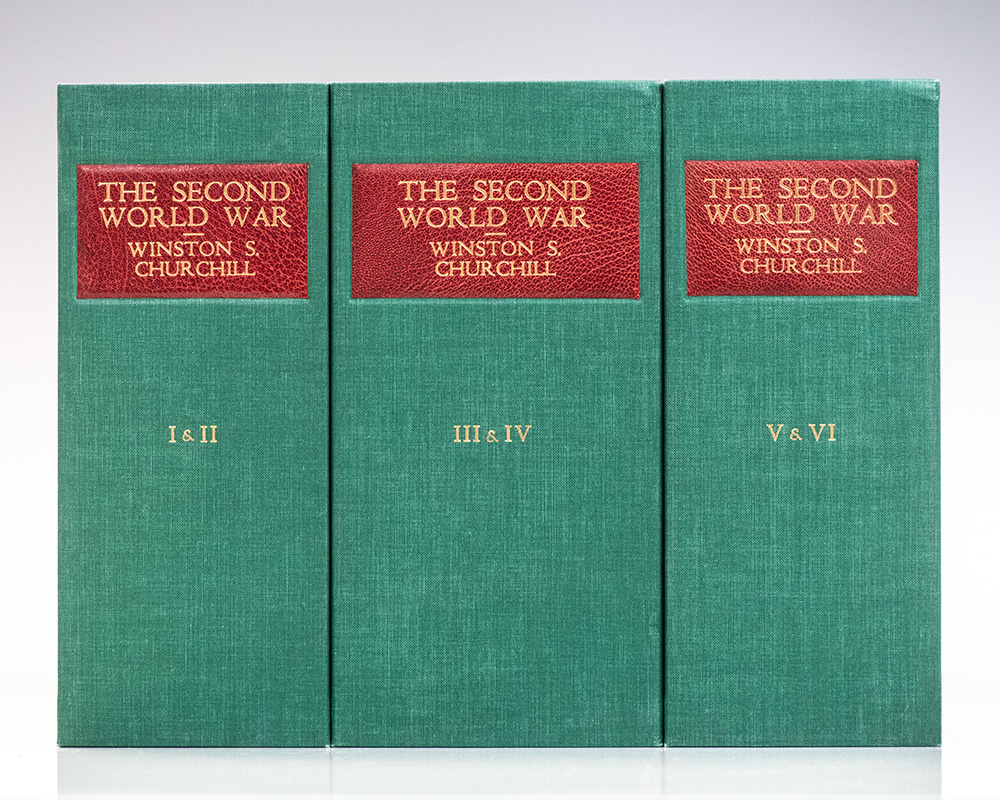 THE SECOND
WORLD WAR
WINSTON S.
CHURCHILL
I & II
THE SECOND
WORLD WAR
WINSTON S.
CHURCHILL
III & IV
THE SECOND
WORLD WAR
WINSTON S.
CHURCHILL
V & VI